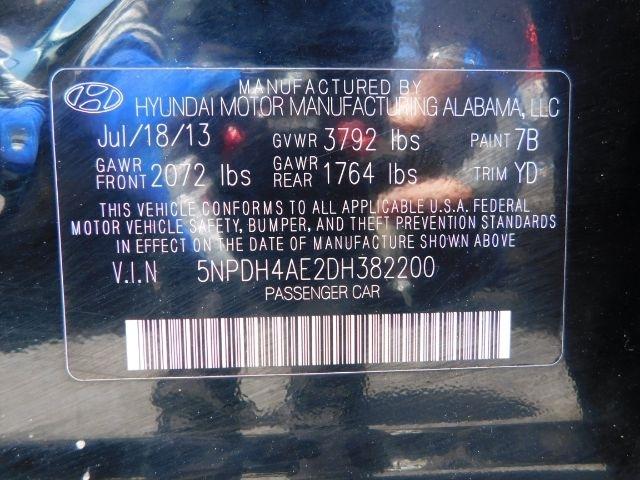 MANUFACTURED BY
HYUNDAI MOTOR MANUFACTURING ALABAMA, LLC
Jul/18/13 GVWR 3792 lbs PAINT 7B
GAWR FRONT 2072 lbs GAWR REAR 1764 lbs TRIM YD
THIS VEHICLE CONFORMS TO ALL APPLICABLE U.S.A. FEDERAL
MOTOR VEHICLE SAFETY, BUMPER, AND THEFT PREVENTION STANDARDS
IN EFFECT ON THE DATE OF MANUFACTURE SHOWN ABOVE
V.I.N 5NPDH4AE2DH382200
PASSENGER CAR